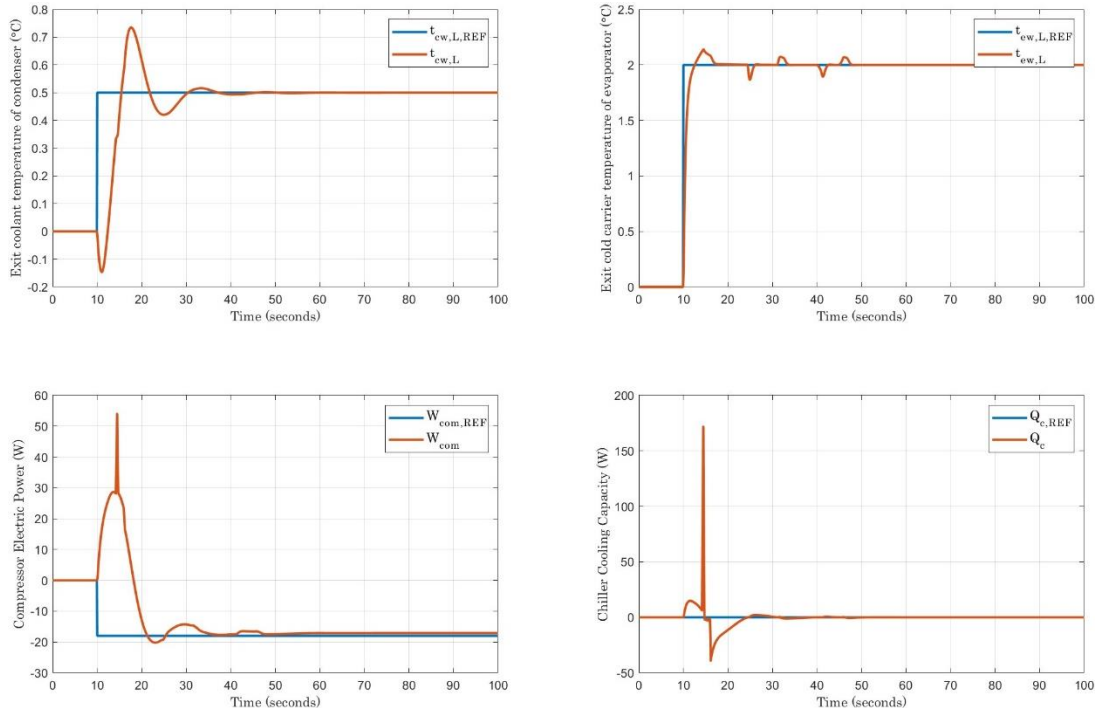 Exit coolant temperature of condenser (°C)
0.8
0.7
0.6
0.5
0.4
0.3
0.2
0.1
0
-0.1
-0.2
0 10 20 30 40 50 60 70 80 90 100
Time (seconds)
t_cw,L,REF
t_cw,L
Exit cold carrier temperature of evaporator (°C)
2.5
2
1.5
1
0.5
0
0 10 20 30 40 50 60 70 80 90 100
Time (seconds)
t_ew,L,REF
t_ew,L
Compressor Electric Power (W)
60
50
40
30
20
10
0
-10
-20
-30
0 10 20 30 40 50 60 70 80 90 100
Time (seconds)
W_com,REF
W_com
Chiller Cooling Capacity (W)
200
150
100
50
0
-50
0 10 20 30 40 50 60 70 80 90 100
Time (seconds)
Q_c,REF
Q_c